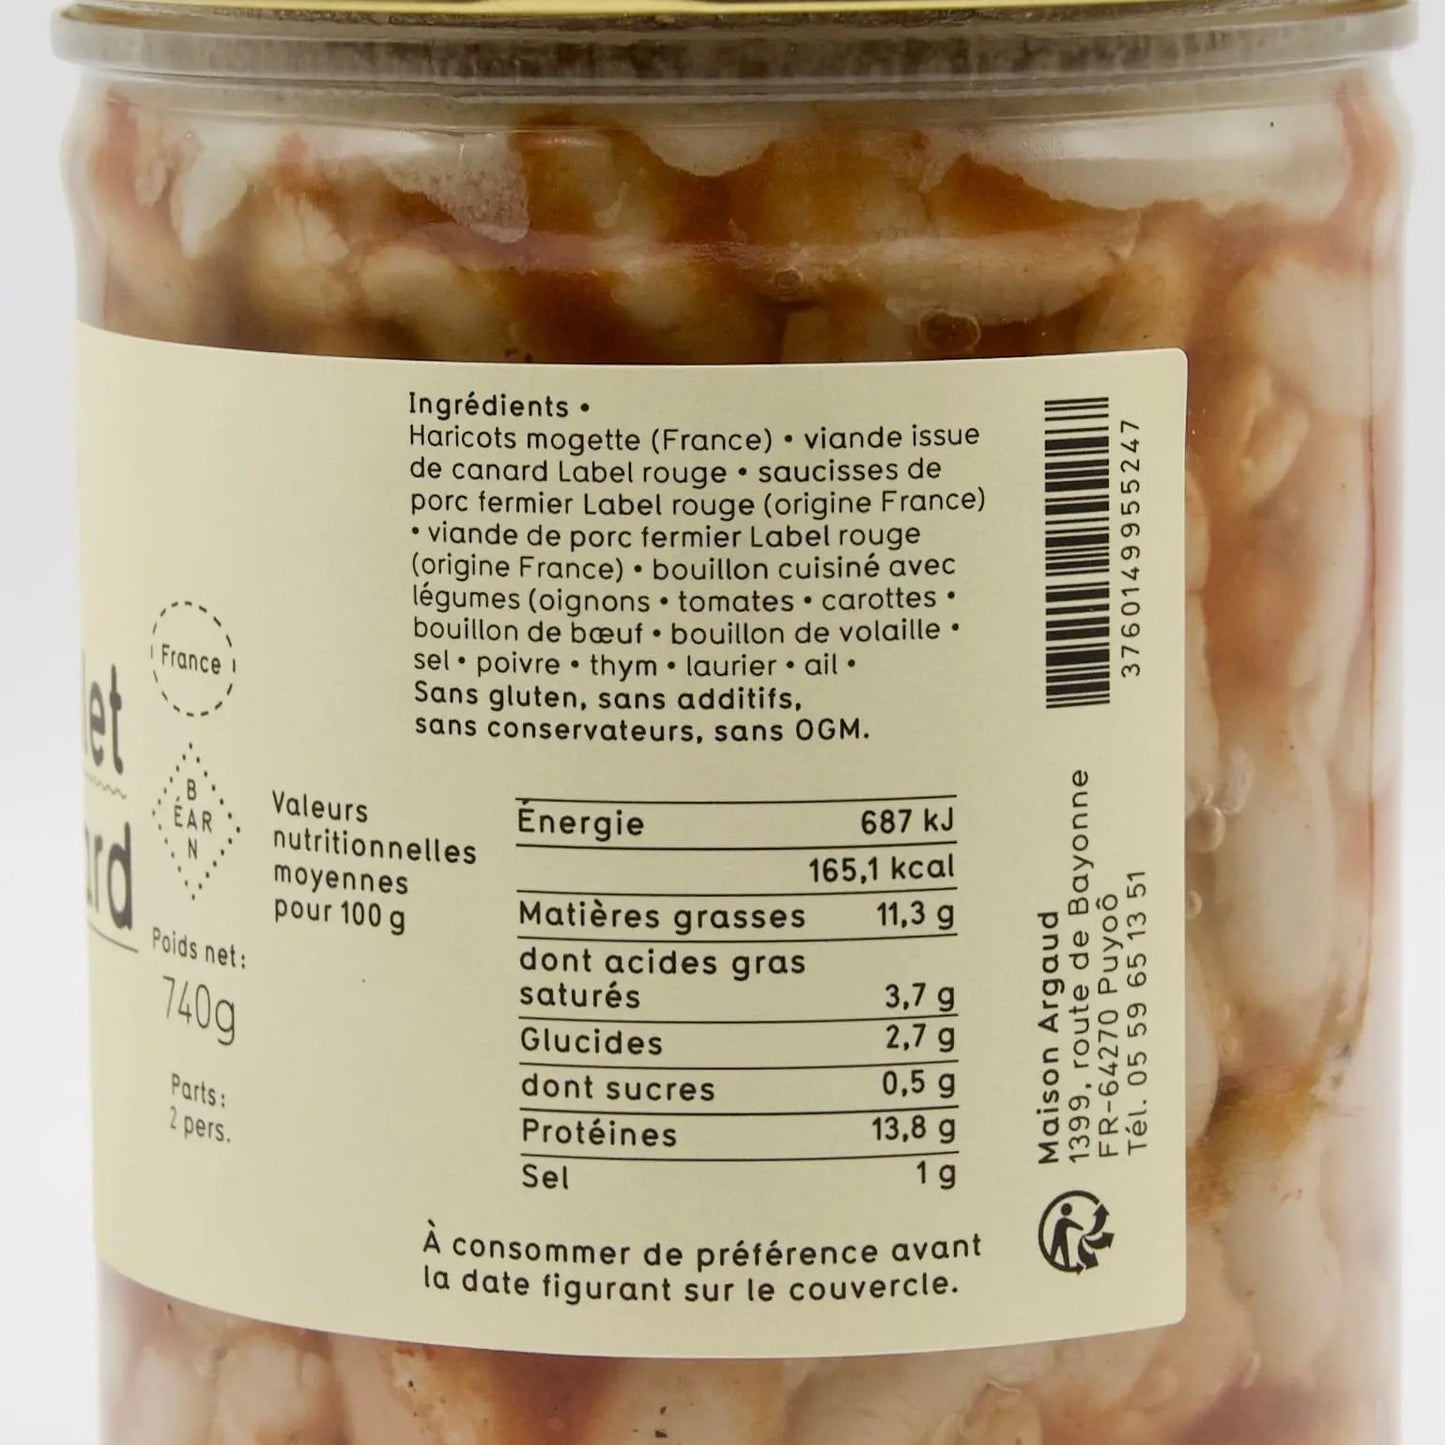 Ingrédients •
Haricots mogette (France) • viande issue
de canard Label rouge • saucisses de
porc fermier Label rouge (origine France)
• viande de porc fermier Label rouge
(origine France) • bouillon cuisiné avec
légumes (oignons • tomates • carottes •
bouillon de bœuf • bouillon de volaille •
sel • poivre • thym • laurier • ail •
Sans gluten, sans additifs,
sans conservateurs, sans OGM.
3760149955247
France
B
ÉAR
N
Poids net:
740g
Parts:
2 pers.
Valeurs
nutritionnelles
moyennes
pour 100 g
Énergie 687 kJ
165,1 kcal
Matières grasses 11,3 g
dont acides gras
saturés 3,7 g
Glucides 2,7 g
dont sucres 0,5 g
Protéines 13,8 g
Sel 1 g
À consommer de préférence avant
la date figurant sur le couvercle.
Maison Argaud
1399, route de Bayonne
FR-64270 Puyoô
Tél. 05 59 65 13 51